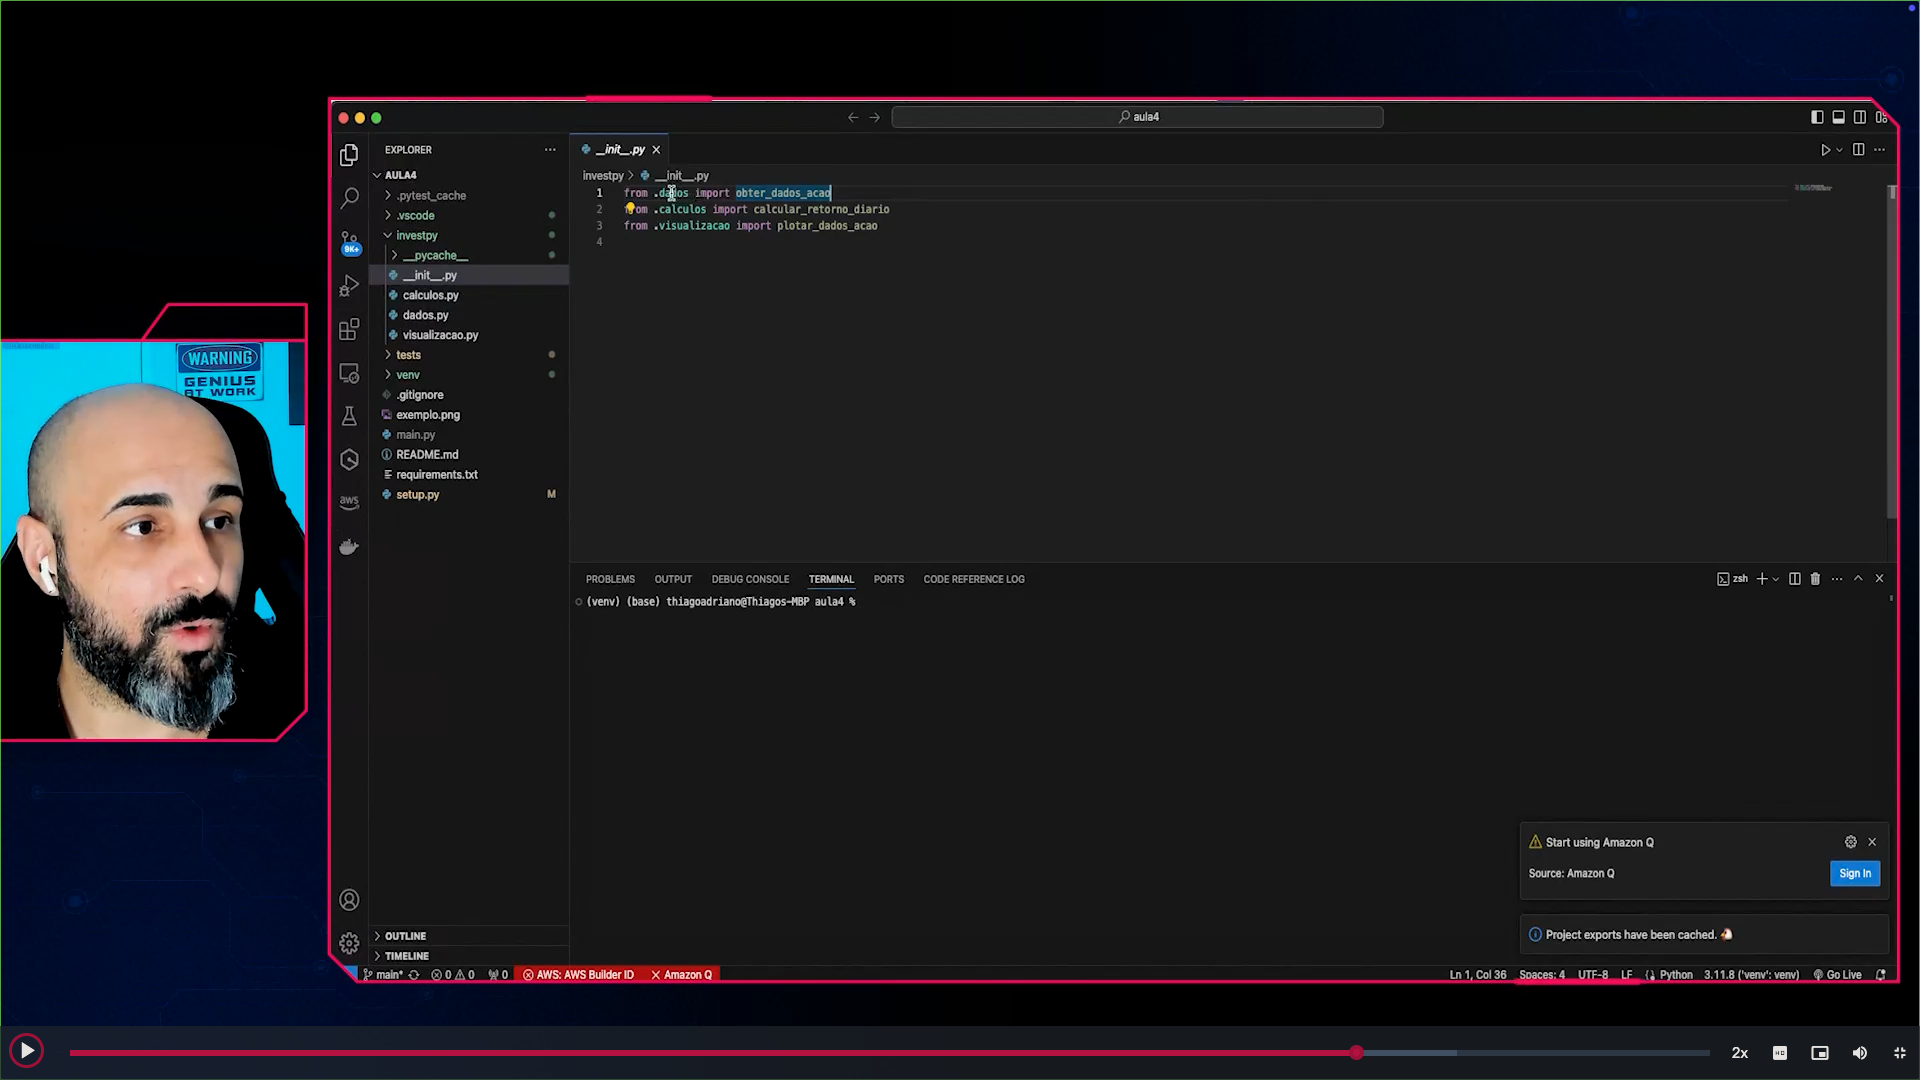 aula4
EXPLORER
__init__.py
AULA4
investpy > __init__.py
.pytest_cache
1 from .dados import obter_dados_acao
.vscode
2 from .calculos import calcular_retorno_diario
investpy
3 from .visualizacao import plotar_dados_acao
9K+
4
__pycache__
__init__.py
calculos.py
dados.py
visualizacao.py
tests
WARNING
GENIUS
AT WORK
venv
.gitignore
exemplo.png
main.py
README.md
requirements.txt
setup.py M
aws
PROBLEMS OUTPUT DEBUG CONSOLE TERMINAL PORTS CODE REFERENCE LOG
zsh
(venv) (base) thiagoadriano@Thiagos-MBP aula4 %
Start using Amazon Q
Source: Amazon Q
Sign In
Project exports have been cached.
OUTLINE
TIMELINE
main* 0 0 0 AWS: AWS Builder ID Amazon Q Ln 1, Col 36 Spaces: 4 UTF-8 LF Python 3.11.8 ('venv': venv) Go Live
2x